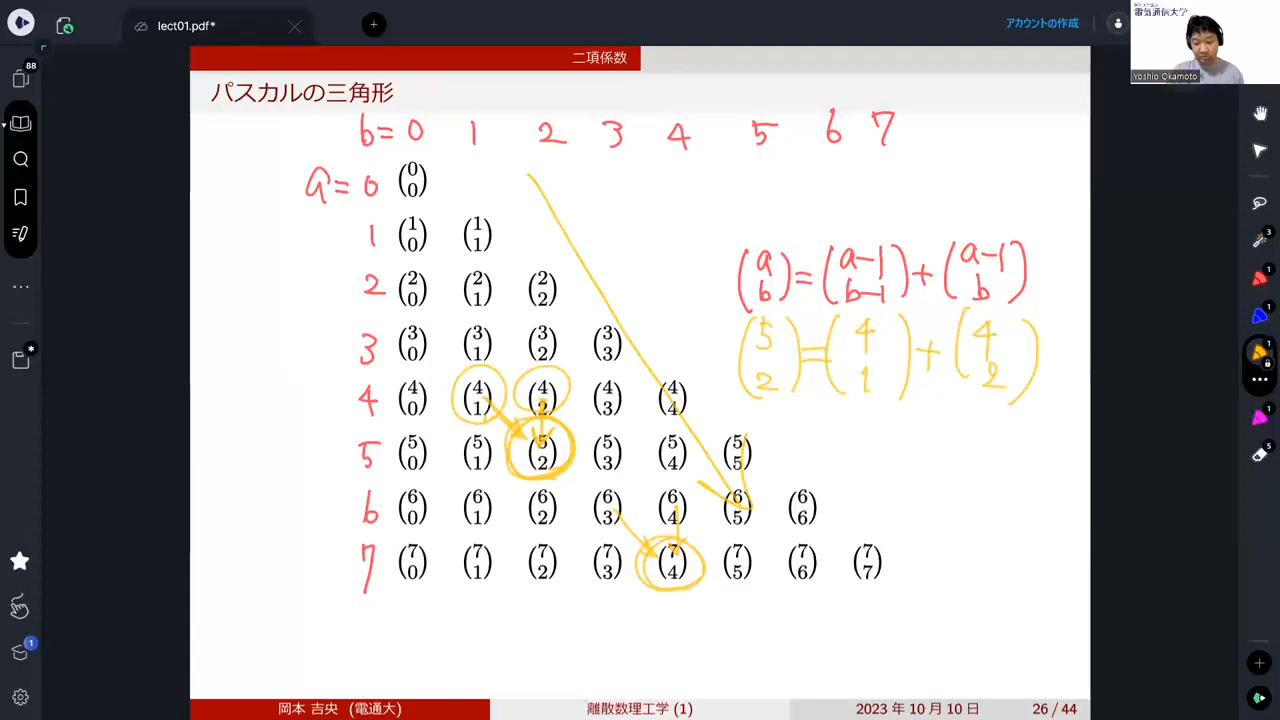 lect01.pdf*
アカウントの作成
電気通信大学
Yoshio Okamoto
88
二項係数
パスカルの三角形
b= 0 1 2 3 4 5 6 7
a= 0 (0 0)
1 (1 0) (1 1)
2 (2 0) (2 1) (2 2)
3 (3 0) (3 1) (3 2) (3 3)
4 (4 0) (4 1) (4 2) (4 3) (4 4)
5 (5 0) (5 1) (5 2) (5 3) (5 4) (5 5)
6 (6 0) (6 1) (6 2) (6 3) (6 4) (6 5) (6 6)
7 (7 0) (7 1) (7 2) (7 3) (7 4) (7 5) (7 6) (7 7)
(a b) = (a-1 b-1) + (a-1 b)
(5 2) = (4 1) + (4 2)
3
1
1
1
1
5
1
岡本 吉央 (電通大)
離散数理工学 (1)
2023 年 10 月 10 日
26 / 44